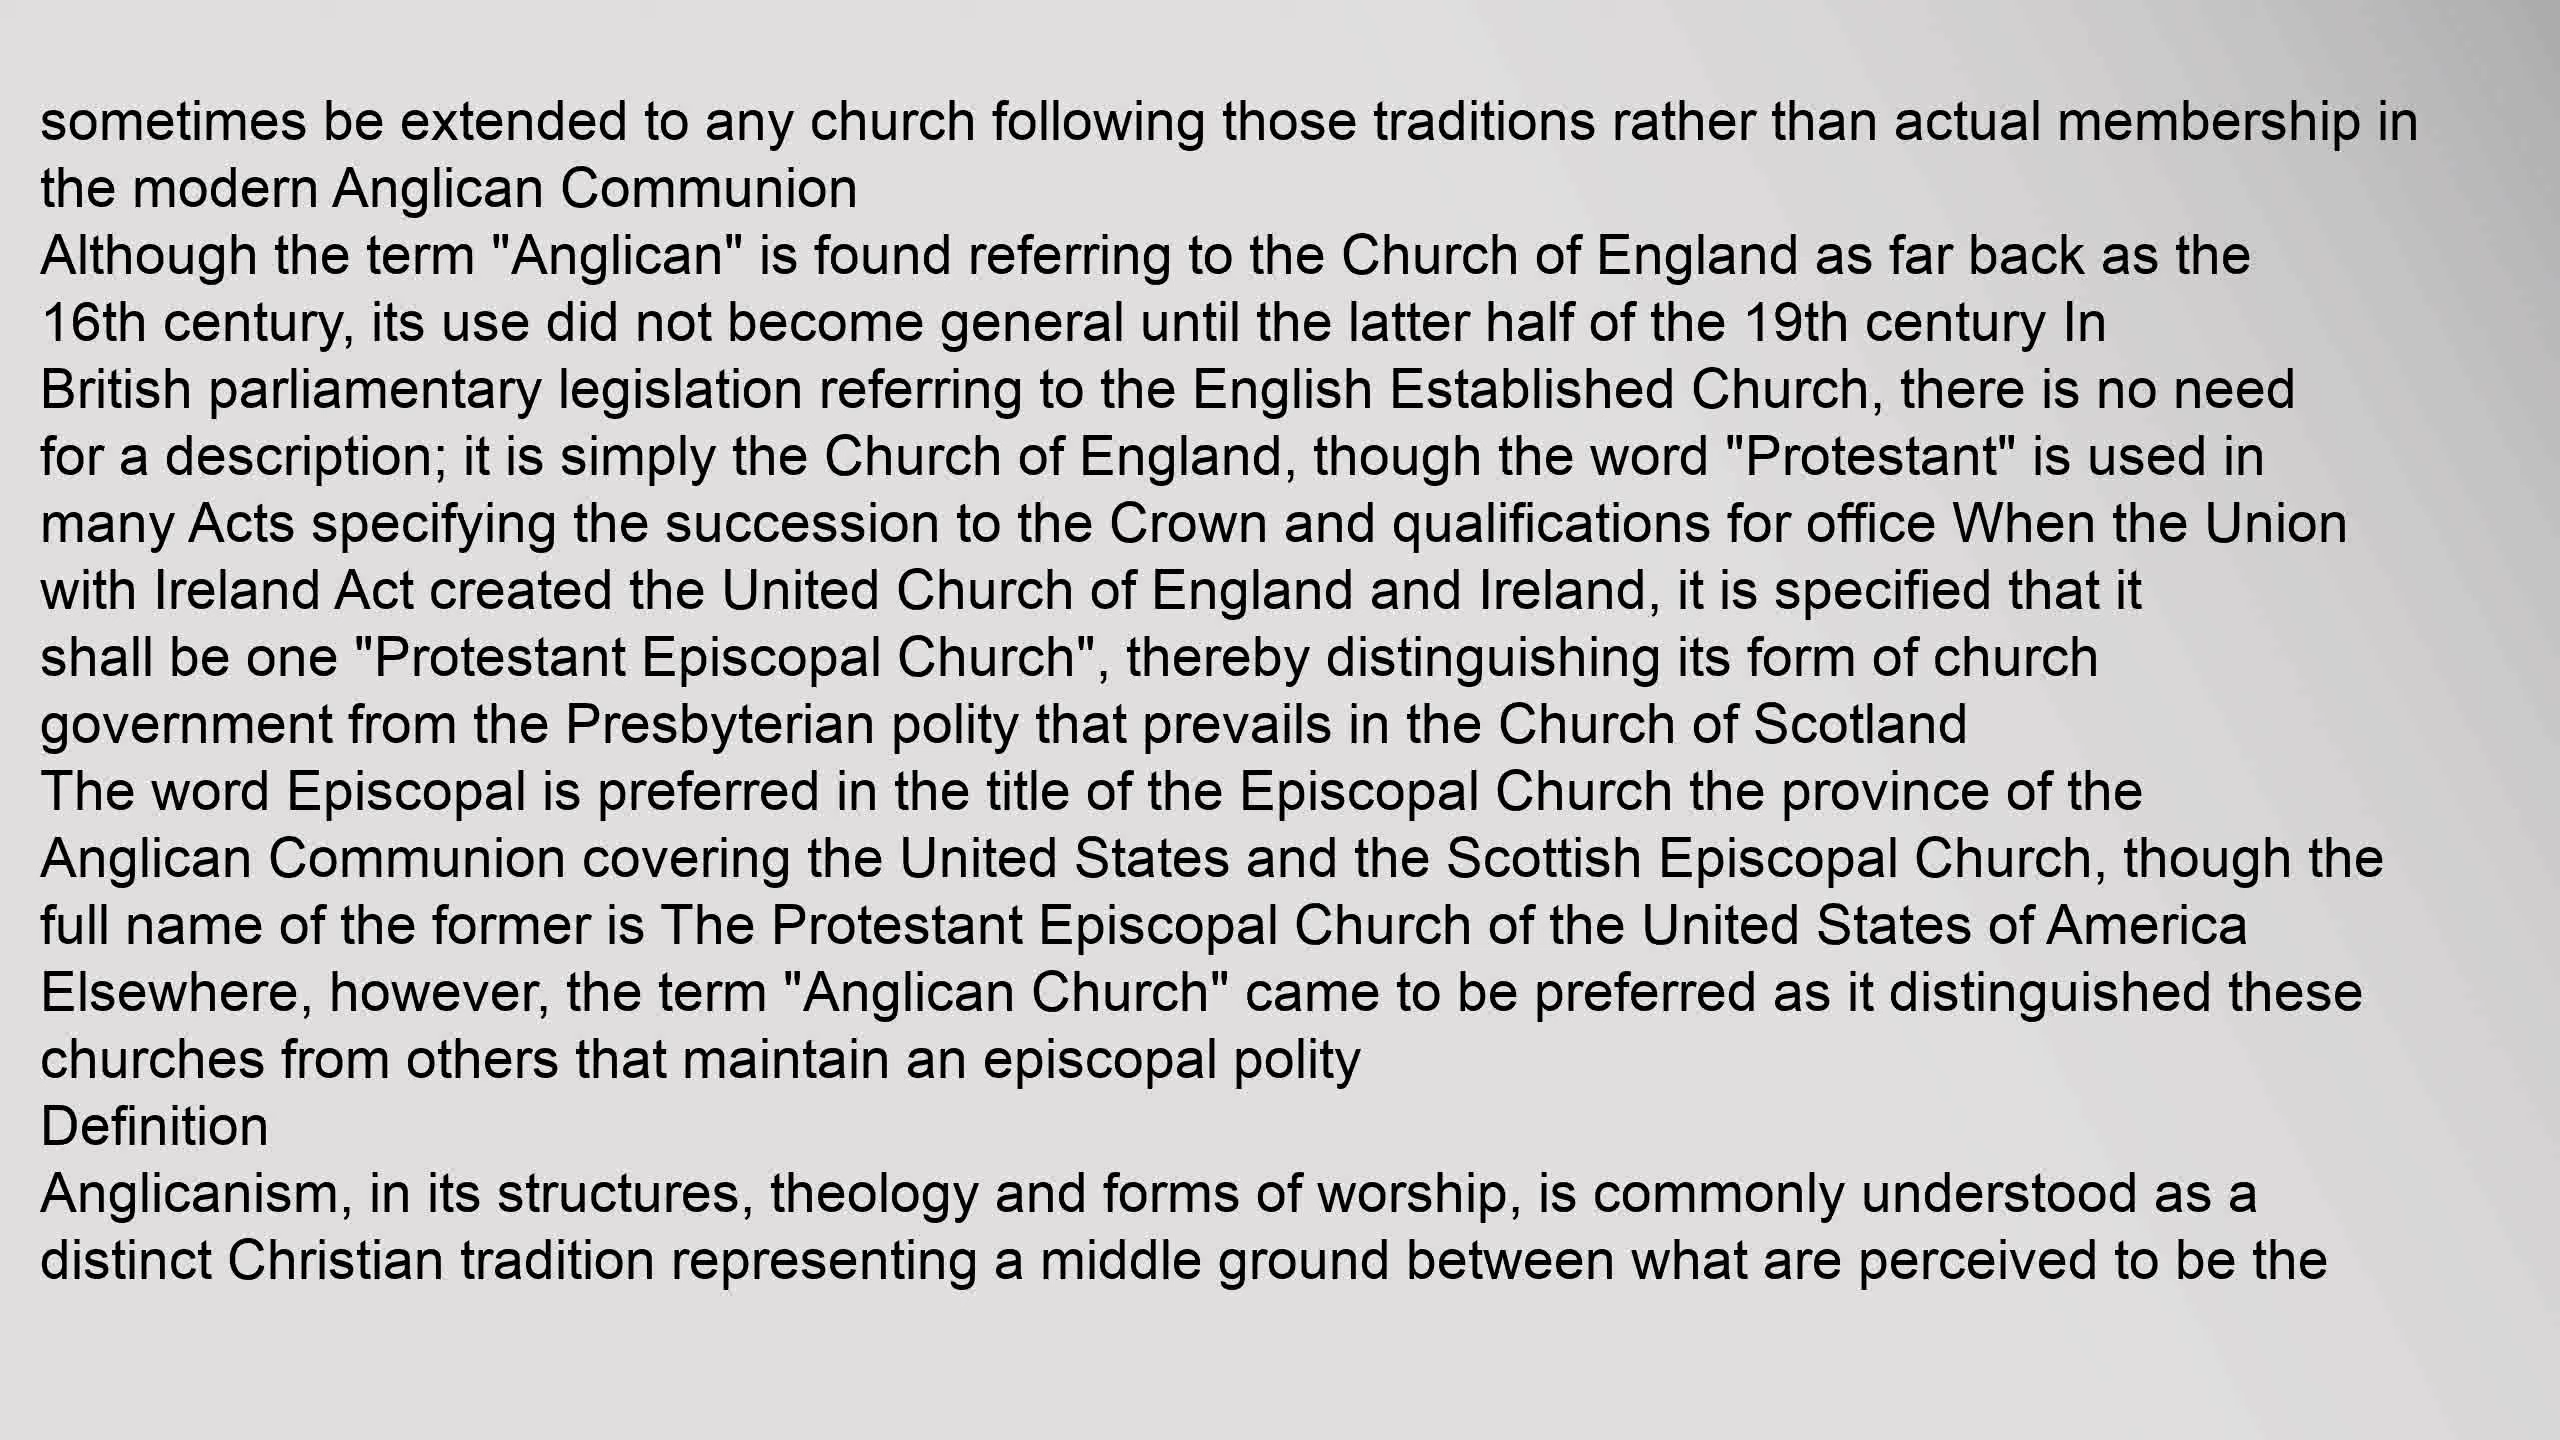 sometimes be extended to any church following those traditions rather than actual membership in
the modern Anglican Communion
Although the term "Anglican" is found referring to the Church of England as far back as the
16th century, its use did not become general until the latter half of the 19th century In
British parliamentary legislation referring to the English Established Church, there is no need
for a description; it is simply the Church of England, though the word "Protestant" is used in
many Acts specifying the succession to the Crown and qualifications for office When the Union
with Ireland Act created the United Church of England and Ireland, it is specified that it
shall be one "Protestant Episcopal Church", thereby distinguishing its form of church
government from the Presbyterian polity that prevails in the Church of Scotland
The word Episcopal is preferred in the title of the Episcopal Church the province of the
Anglican Communion covering the United States and the Scottish Episcopal Church, though the
full name of the former is The Protestant Episcopal Church of the United States of America
Elsewhere, however, the term "Anglican Church" came to be preferred as it distinguished these
churches from others that maintain an episcopal polity
Definition
Anglicanism, in its structures, theology and forms of worship, is commonly understood as a
distinct Christian tradition representing a middle ground between what are perceived to be the